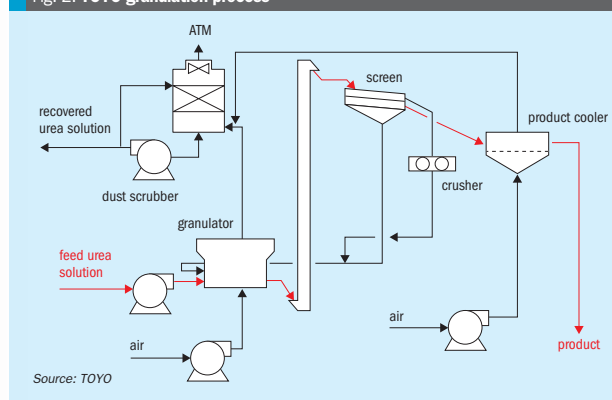 Fig. 2: TOYO granulation process
ATM
screen
recovered
urea solution
product cooler
dust scrubber
crusher
granulator
feed urea
solution
air
air
product
Source: TOYO